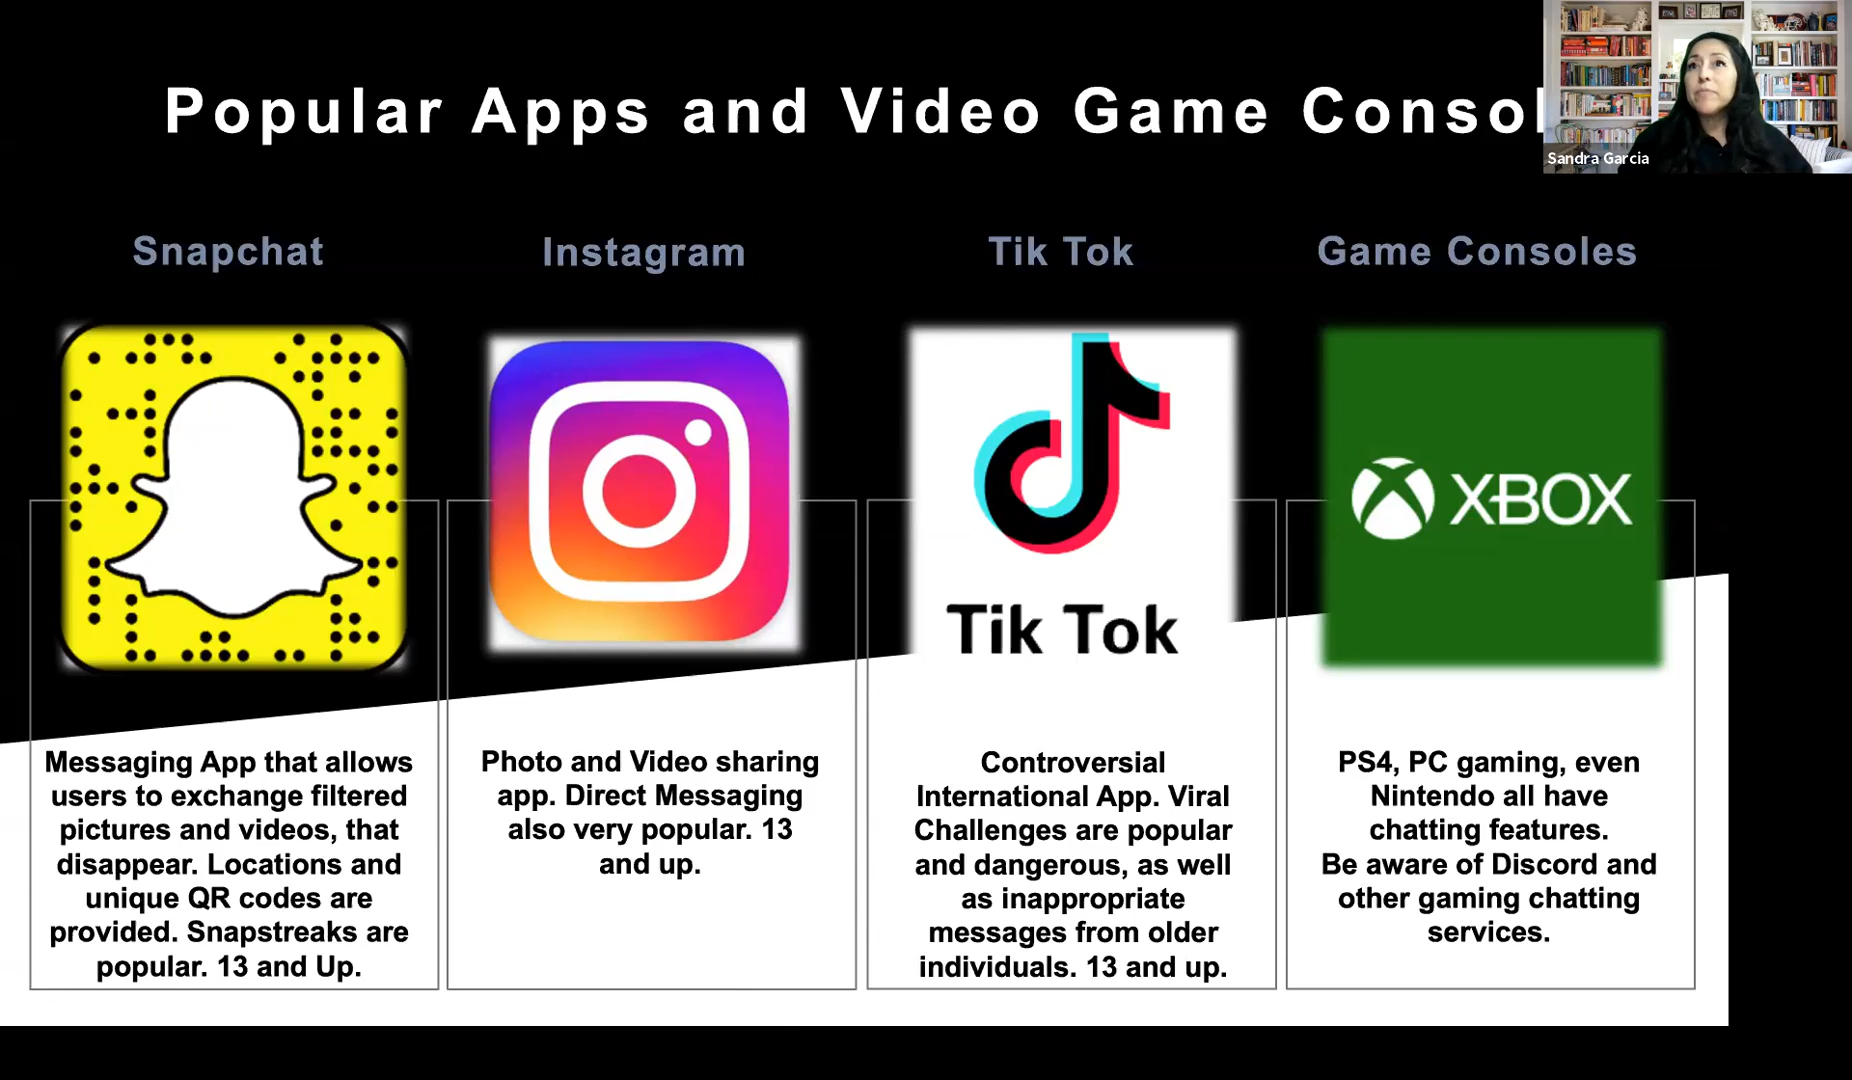 Popular Apps and Video Game Consol
Sandra Garcia
Snapchat
Instagram
Tik Tok
Game Consoles
XBOX
Tik Tok
Messaging App that allows
users to exchange filtered
pictures and videos, that
disappear. Locations and
unique QR codes are
provided. Snapstreaks are
popular. 13 and Up.
Photo and Video sharing
app. Direct Messaging
also very popular. 13
and up.
Controversial
International App. Viral
Challenges are popular
and dangerous, as well
as inappropriate
messages from older
individuals. 13 and up.
PS4, PC gaming, even
Nintendo all have
chatting features.
Be aware of Discord and
other gaming chatting
services.